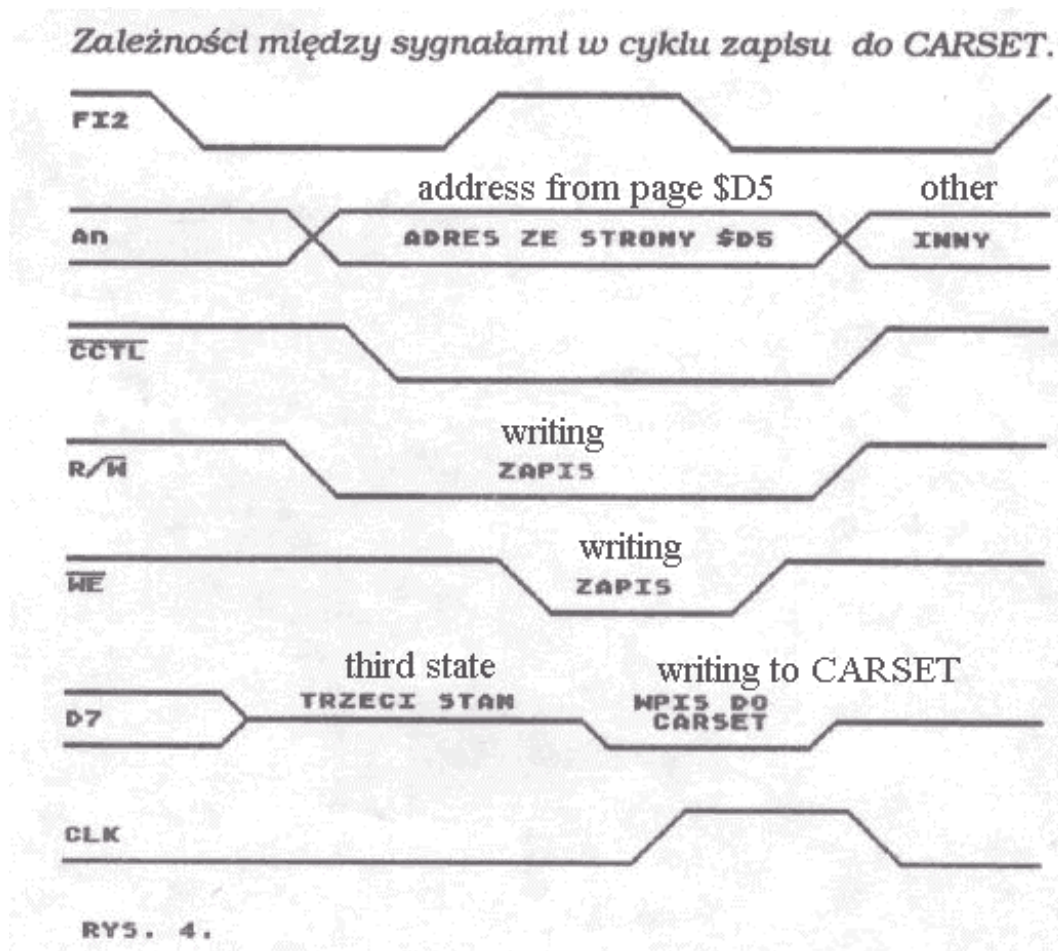 Zależności między sygnałami w cyklu zapisu do CARSET.
FI2
address from page $D5 other
An ADRES ZE STRONY $D5 INNY
CCTL
writing
R/W ZAPIS
writing
WE ZAPIS
third state writing to CARSET
TRZECI STAN WPIS DO
D7 CARSET
CLK
RYS. 4.